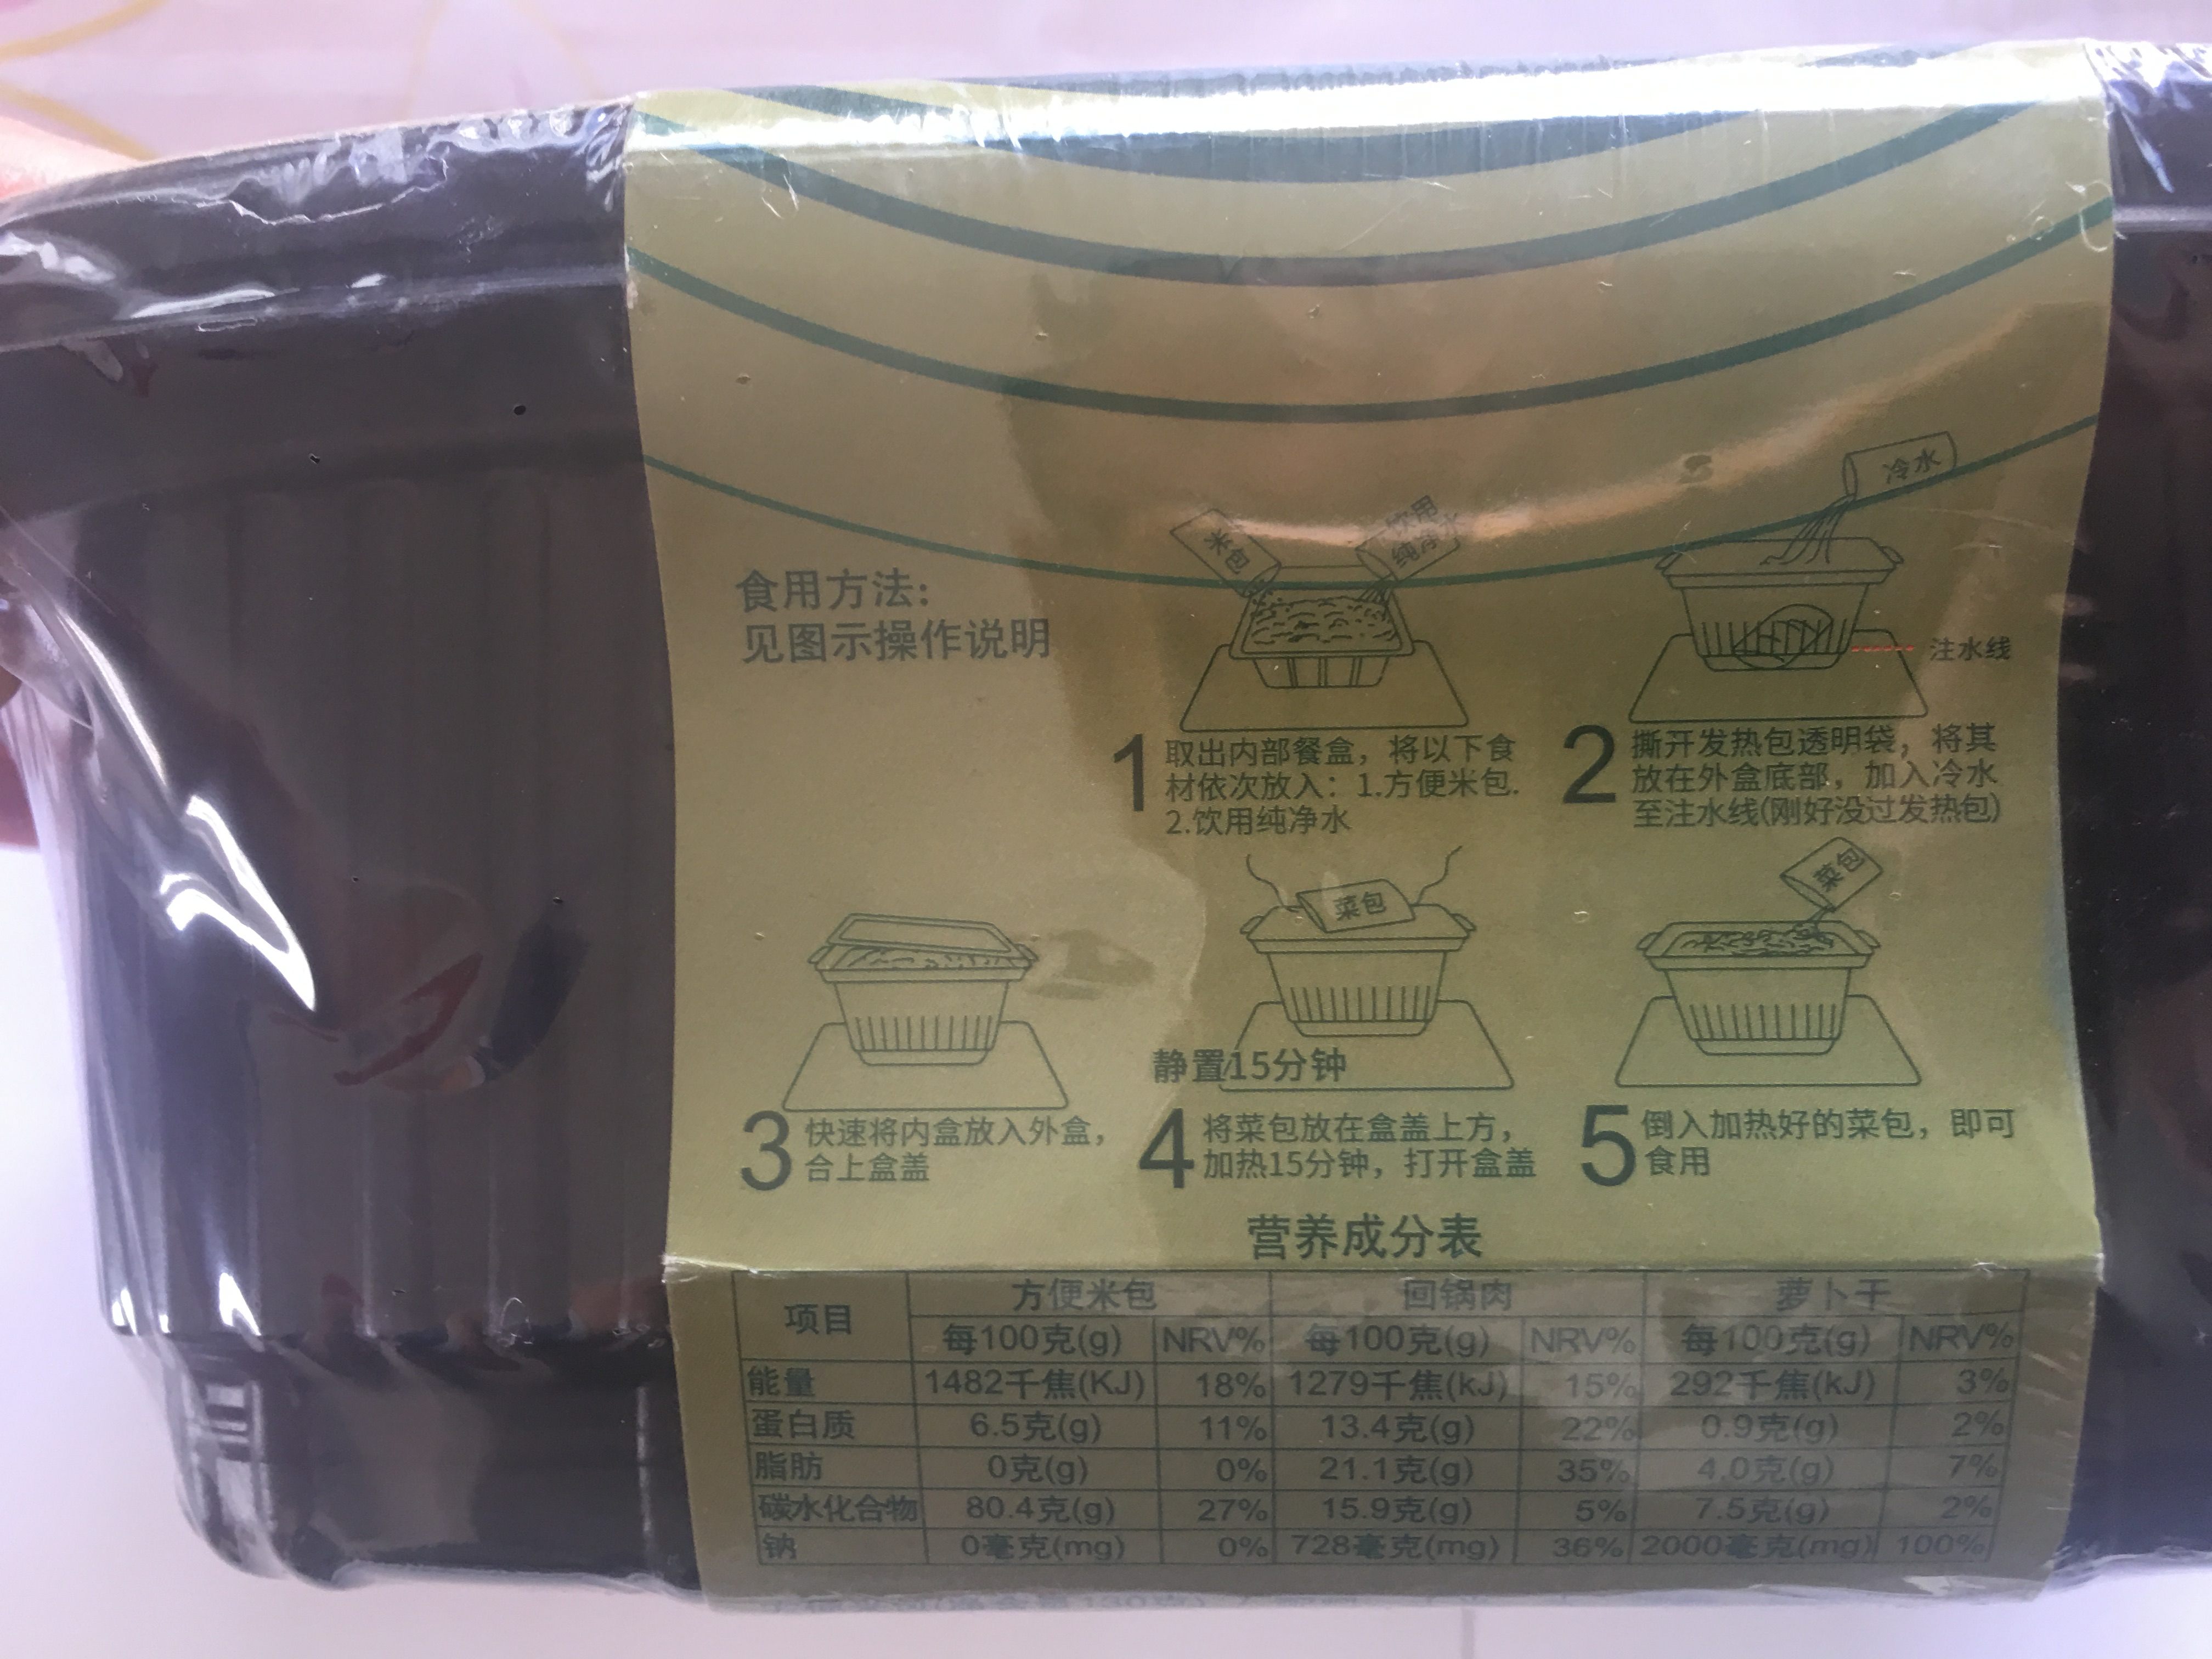 食用方法:
见图示操作说明
米包
饮用
纯净水
冷水
注水线
1 取出内部餐盒，将以下食
材依次放入：1.方便米包.
2.饮用纯净水
2 撕开发热包透明袋，将其
放在外盒底部，加入冷水
至注水线(刚好没过发热包)
3 快速将内盒放入外盒，
合上盒盖
菜包
静置15分钟
4 将菜包放在盒盖上方，
加热15分钟，打开盒盖
菜包
5 倒入加热好的菜包，即可
食用
营养成分表
项目 方便米包 回锅肉 萝卜干
每100克(g) NRV% 每100克(g) NRV% 每100克(g) NRV%
能量 1482千焦(KJ) 18% 1279千焦(kJ) 15% 292千焦(kJ) 3%
蛋白质 6.5克(g) 11% 13.4克(g) 22% 0.9克(g) 2%
脂肪 0克(g) 0% 21.1克(g) 35% 4.0克(g) 7%
碳水化合物 80.4克(g) 27% 15.9克(g) 5% 7.5克(g) 2%
钠 0毫克(mg) 0% 728毫克(mg) 36% 2000毫克(mg) 100%